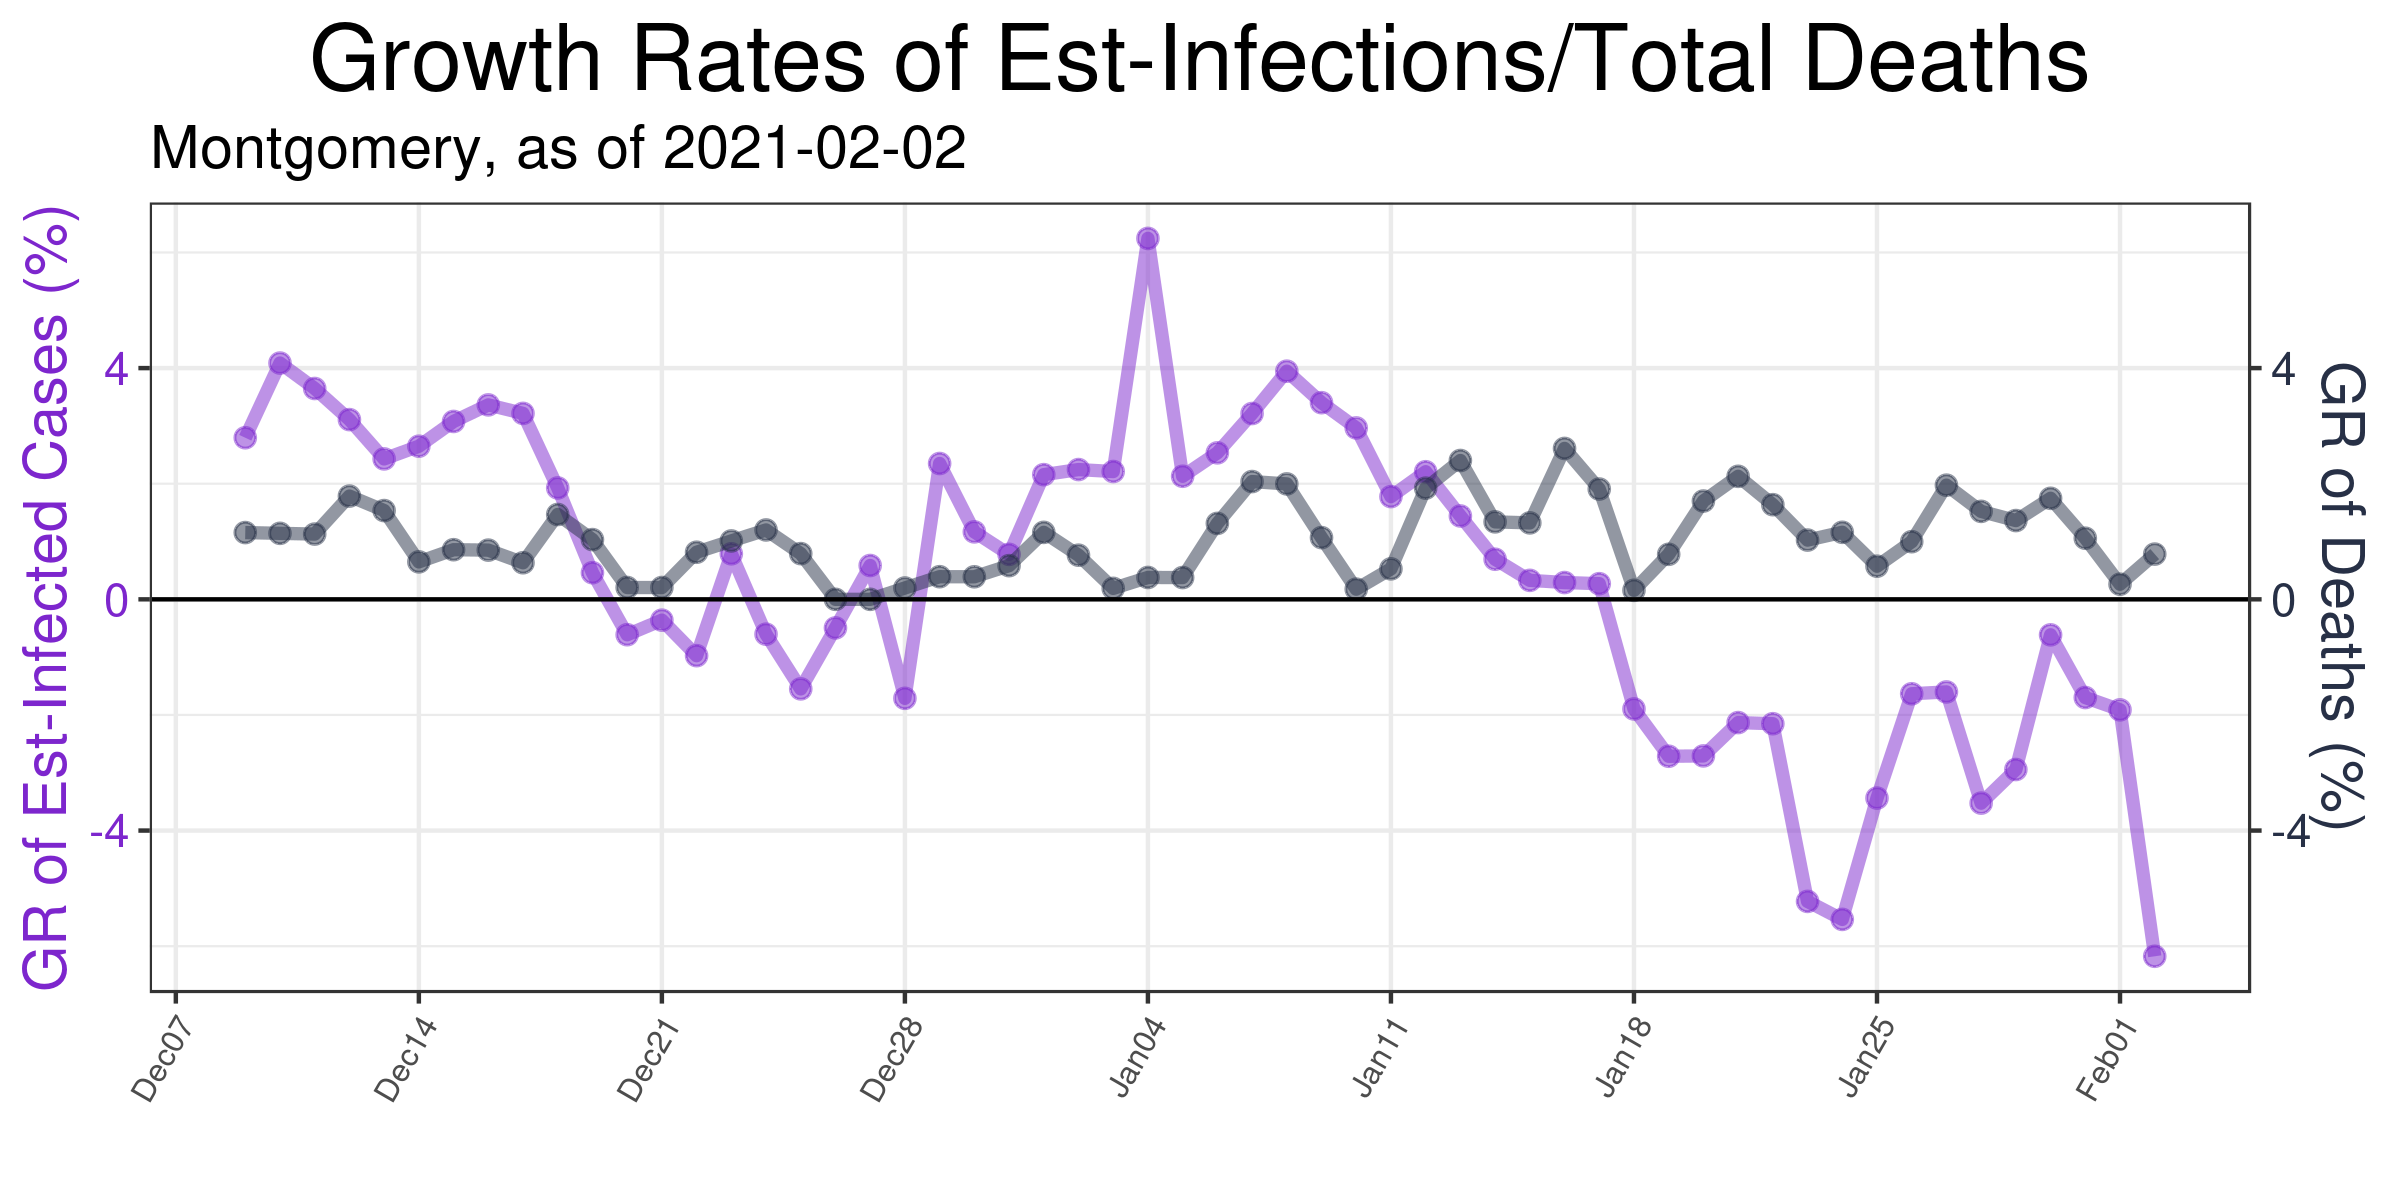 Growth Rates of Est-Infections/Total Deaths
Montgomery, as of 2021-02-02
GR of Est-Infected Cases (%)
4
0
-4
4
0
-4
GR of Deaths (%)
Dec07
Dec14
Dec21
Dec28
Jan04
Jan11
Jan18
Jan25
Feb01